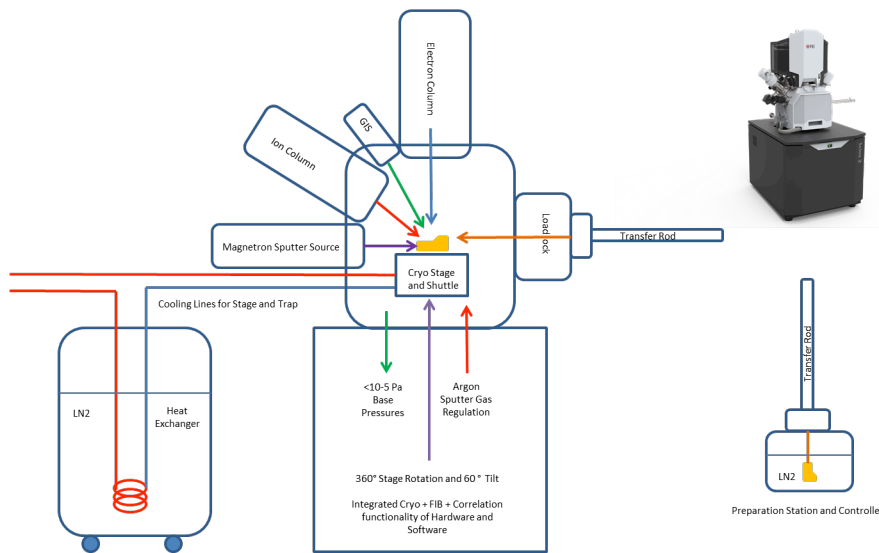 Electron Column
GIS
Ion Column
Magnetron Sputter Source
Loadlock
Transfer Rod
Cryo Stage
and Shuttle
Cooling Lines for Stage and Trap
LN2
Heat
Exchanger
<10-5 Pa
Base
Pressures
Argon
Sputter Gas
Regulation
360° Stage Rotation and 60 ° Tilt
Integrated Cryo + FIB + Correlation
functionality of Hardware and
Software
Transfer Rod
LN2
Preparation Station and Controlle